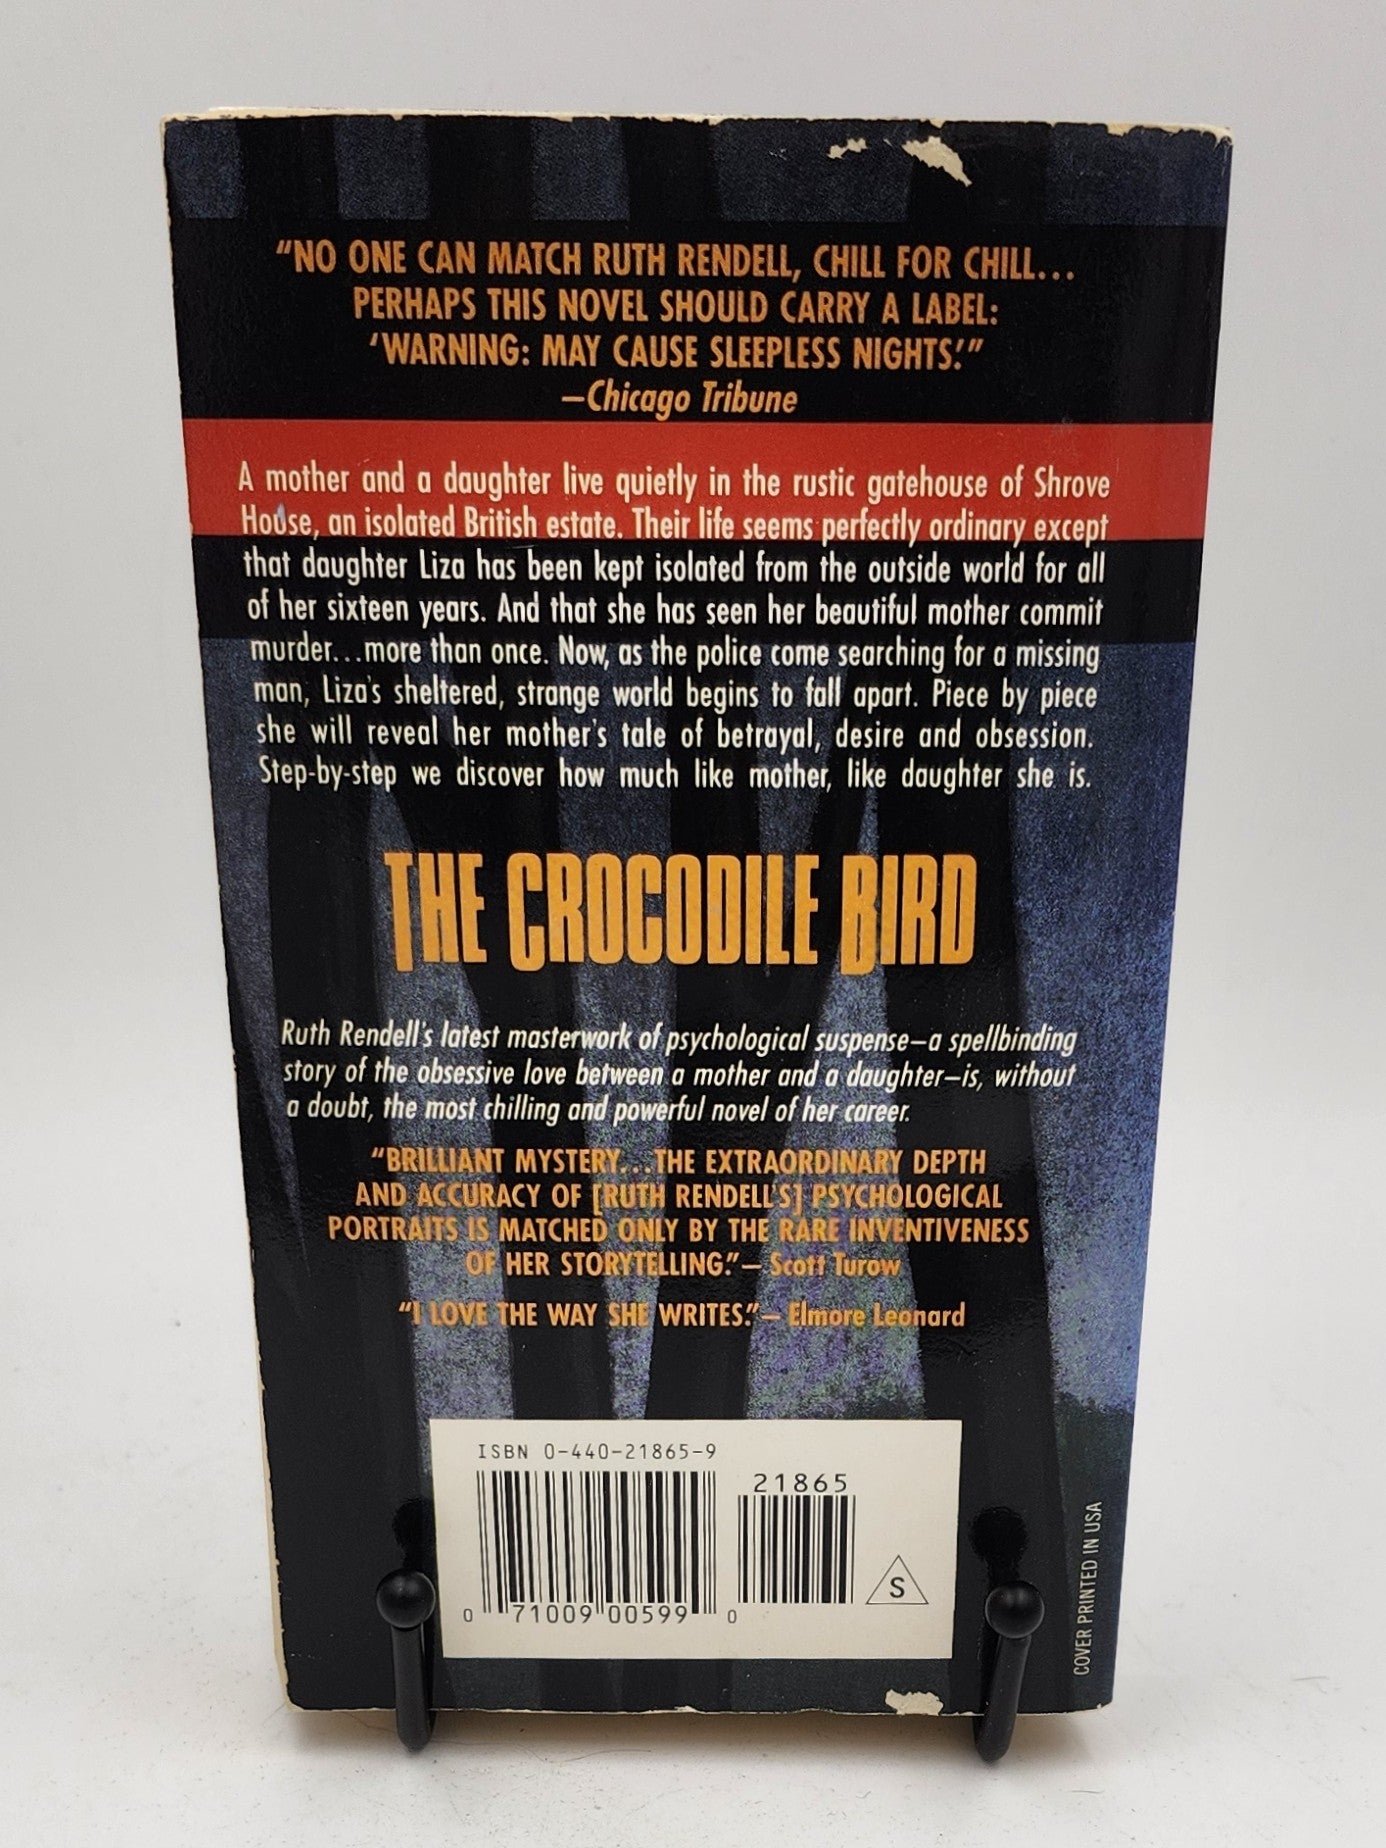 "NO ONE CAN MATCH RUTH RENDELL, CHILL FOR CHILL...
PERHAPS THIS NOVEL SHOULD CARRY A LABEL:
'WARNING: MAY CAUSE SLEEPLESS NIGHTS.'"
—Chicago Tribune
A mother and a daughter live quietly in the rustic gatehouse of Shrove
House, an isolated British estate. Their life seems perfectly ordinary except
that daughter Liza has been kept isolated from the outside world for all
of her sixteen years. And that she has seen her beautiful mother commit
murder...more than once. Now, as the police come searching for a missing
man, Liza's sheltered, strange world begins to fall apart. Piece by piece
she will reveal her mother's tale of betrayal, desire and obsession.
Step-by-step we discover how much like mother, like daughter she is.
THE CROCODILE BIRD
Ruth Rendell's latest masterwork of psychological suspense—a spellbinding
story of the obsessive love between a mother and a daughter—is, without
a doubt, the most chilling and powerful novel of her career.
"BRILLIANT MYSTERY...THE EXTRAORDINARY DEPTH
AND ACCURACY OF [RUTH RENDELL'S] PSYCHOLOGICAL
PORTRAITS IS MATCHED ONLY BY THE RARE INVENTIVENESS
OF HER STORYTELLING."— Scott Turow
"I LOVE THE WAY SHE WRITES."— Elmore Leonard
ISBN 0-440-21865-9
21865
0 71009 00599 0
S
COVER PRINTED IN USA